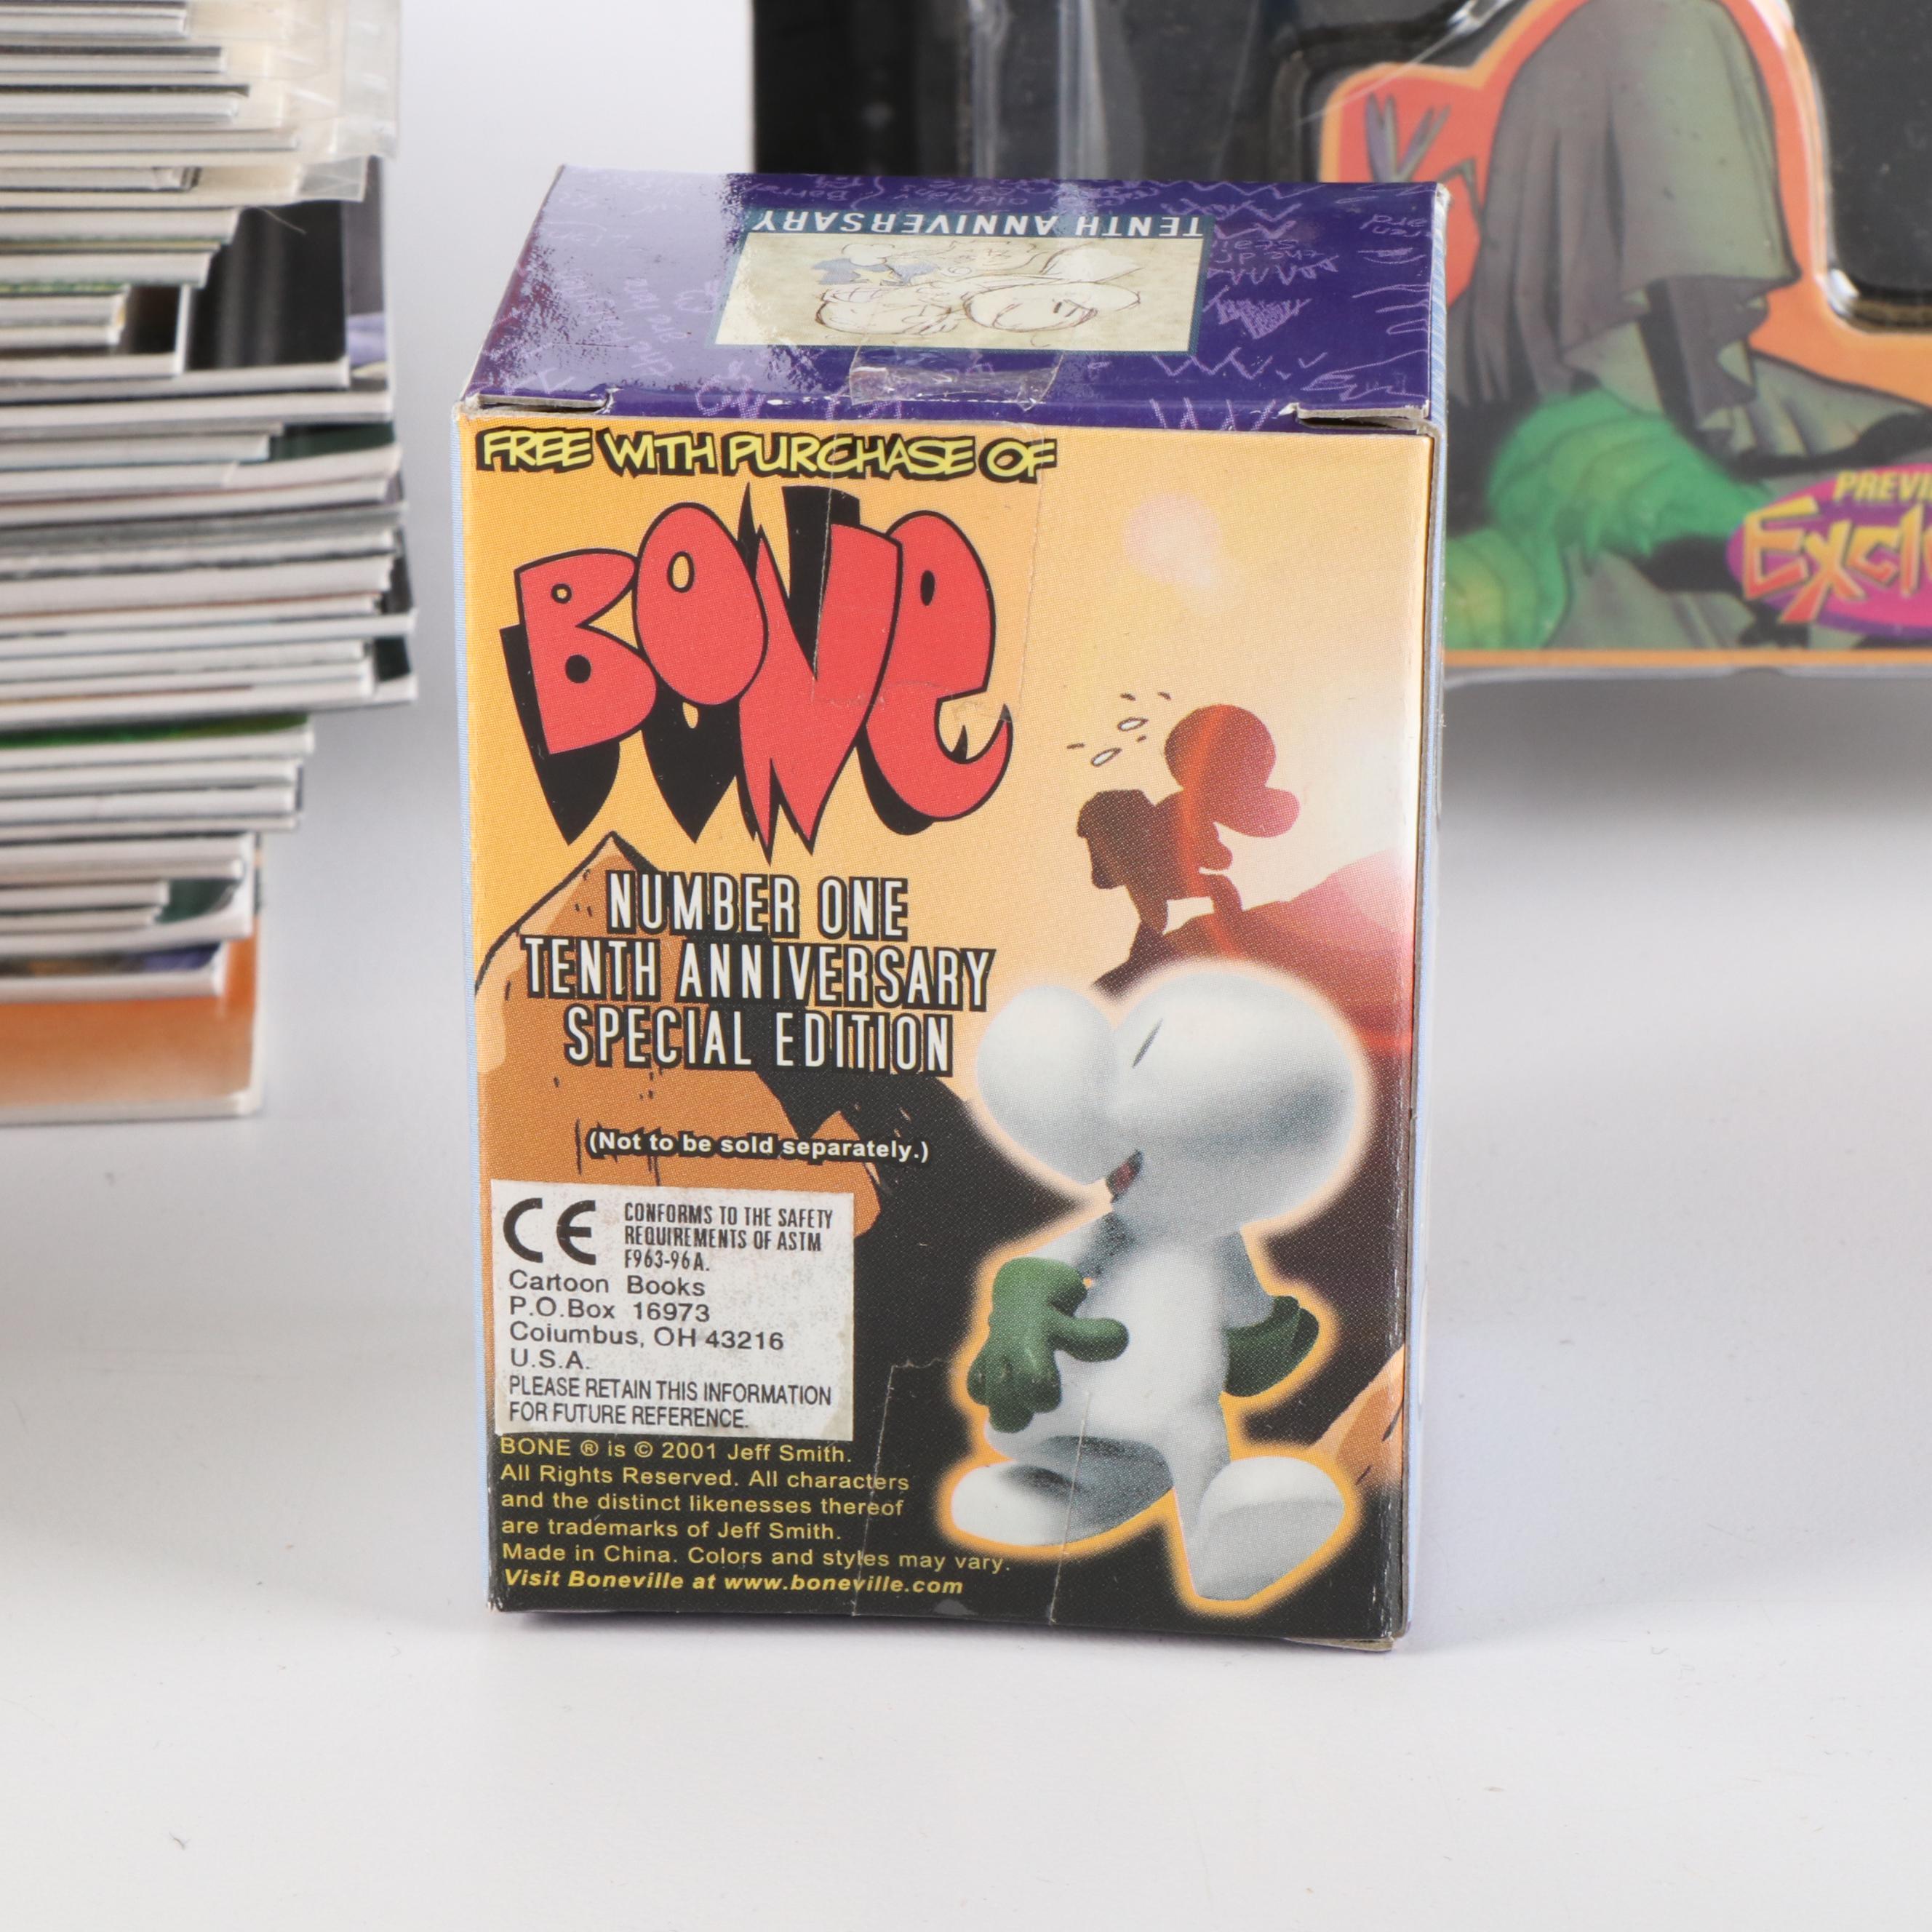 TENTH ANNIVERSARY
FREE WITH PURCHASE OF
BONE
NUMBER ONE
TENTH ANNIVERSARY
SPECIAL EDITION
(Not to be sold separately.)
CE
CONFORMS TO THE SAFETY
REQUIREMENTS OF ASTM
F963-96A.
Cartoon Books
P.O.Box 16973
Coiumbus, OH 43216
U.S.A.
PLEASE RETAIN THIS INFORMATION
FOR FUTURE REFERENCE.
BONE ® is © 2001 Jeff Smith.
All Rights Reserved. All characters
and the distinct likenesses thereof
are trademarks of Jeff Smith.
Made in China. Colors and styles may vary.
Visit Boneville at www.boneville.com